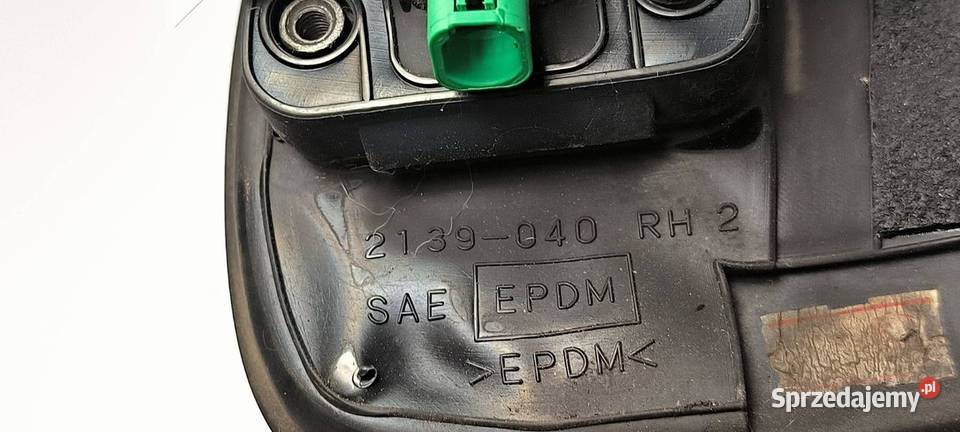 2139-040 RH 2
SAE EPDM
>EPDM<
Sprzedajemy.pl